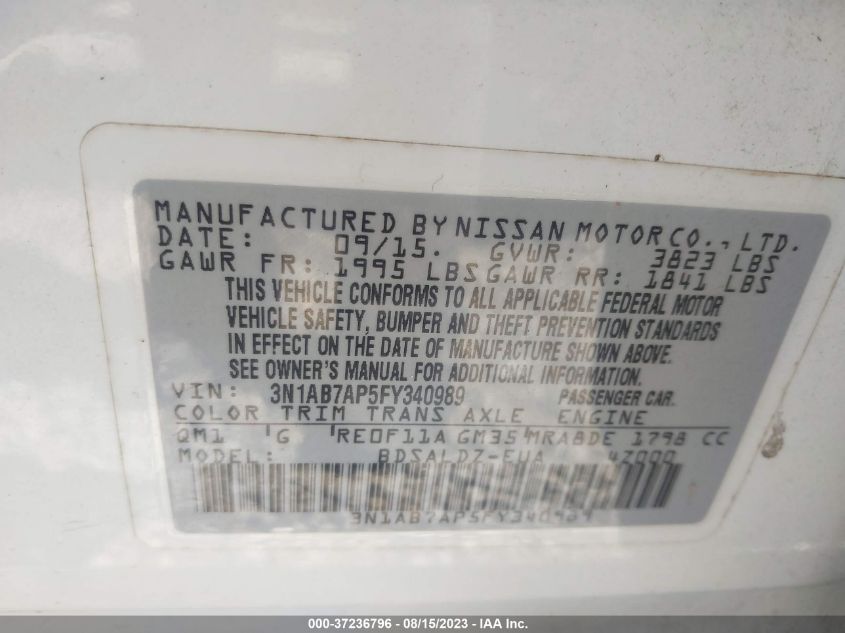 MANUFACTURED BY NISSAN MOTOR CO., LTD.
DATE: 09/15. GVWR: 3823 LBS
GAWR FR: 1995 LBS GAWR RR: 1841 LBS
THIS VEHICLE CONFORMS TO ALL APPLICABLE FEDERAL MOTOR
VEHICLE SAFETY, BUMPER AND THEFT PREVENTION STANDARDS
IN EFFECT ON THE DATE OF MANUFACTURE SHOWN ABOVE.
SEE OWNER'S MANUAL FOR ADDITIONAL INFORMATION.
VIN: 3N1AB7AP5FY340989 PASSENGER CAR.
COLOR TRIM TRANS AXLE ENGINE
QM1 G RE0F11A GM35 MRA8DE 1798 CC
MODEL: BDSALDZ-EUA 47000
3N1AB7AP5FY340989
000-37236796 - 08/15/2023 - IAA Inc.